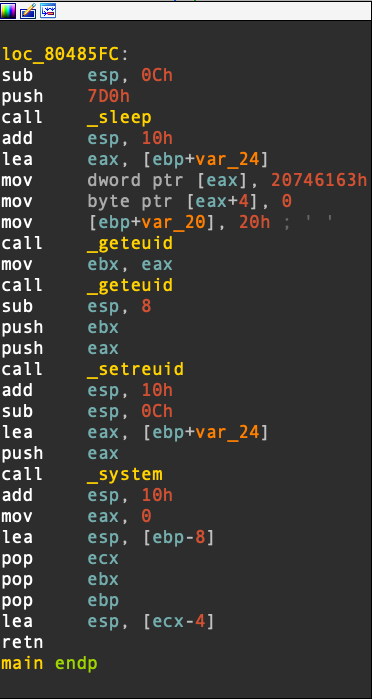 loc_80485FC:
sub esp, 0Ch
push 7D0h
call _sleep
add esp, 10h
lea eax, [ebp+var_24]
mov dword ptr [eax], 20746163h
mov byte ptr [eax+4], 0
mov [ebp+var_20], 20h ; ' '
call _geteuid
mov ebx, eax
call _geteuid
sub esp, 8
push ebx
push eax
call _setreuid
add esp, 10h
sub esp, 0Ch
lea eax, [ebp+var_24]
push eax
call _system
add esp, 10h
mov eax, 0
lea esp, [ebp-8]
pop ecx
pop ebx
pop ebp
lea esp, [ecx-4]
retn
main endp